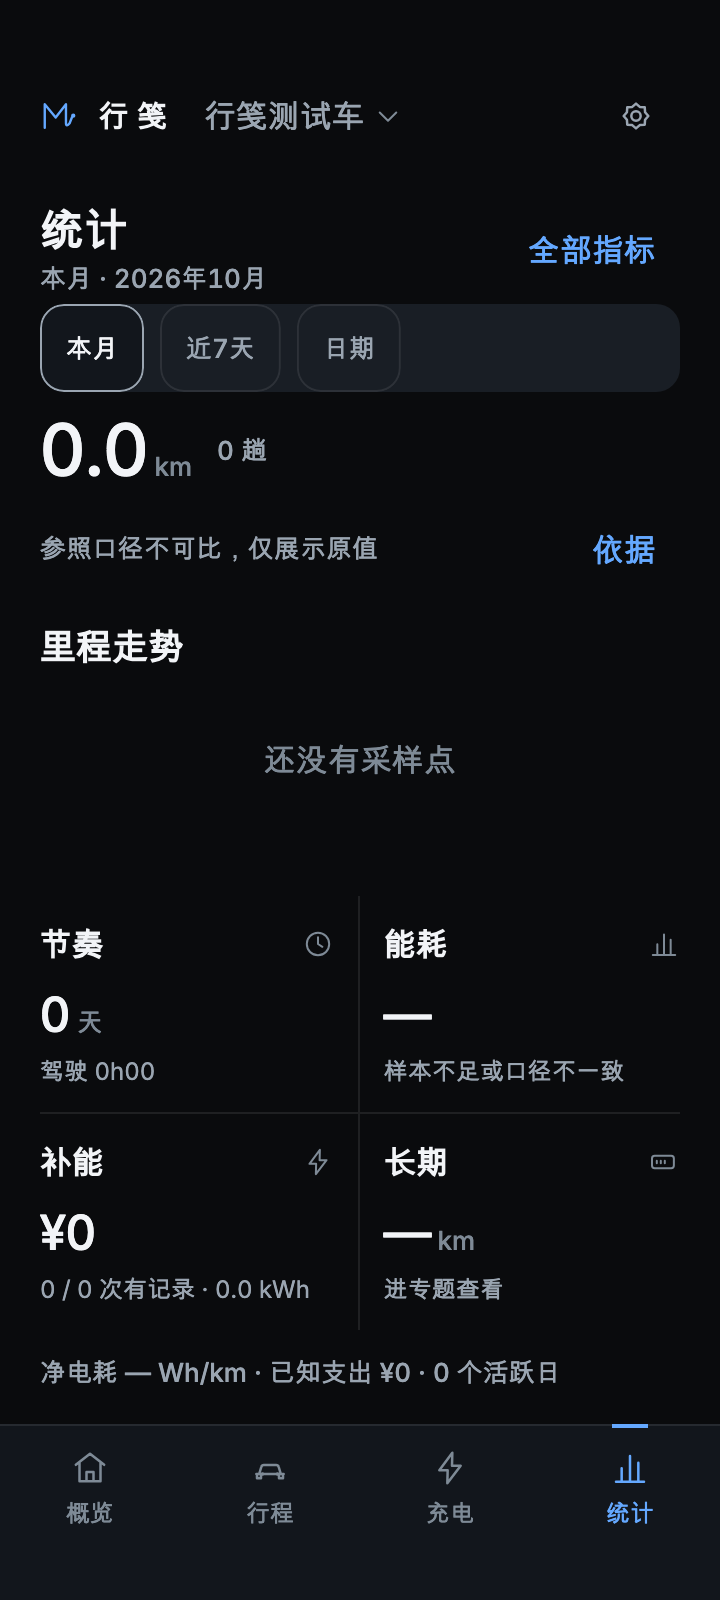 行笺 行笺测试车
统计
本月 · 2026年10月
全部指标
本月 近7天 日期
0.0 km 0 趟
参照口径不可比，仅展示原值 依据
里程走势
还没有采样点
节奏
0 天
驾驶 0h00
能耗
—
样本不足或口径不一致
补能
¥0
0 / 0 次有记录 · 0.0 kWh
长期
— km
进专题查看
净电耗 — Wh/km · 已知支出 ¥0 · 0 个活跃日
概览 行程 充电 统计